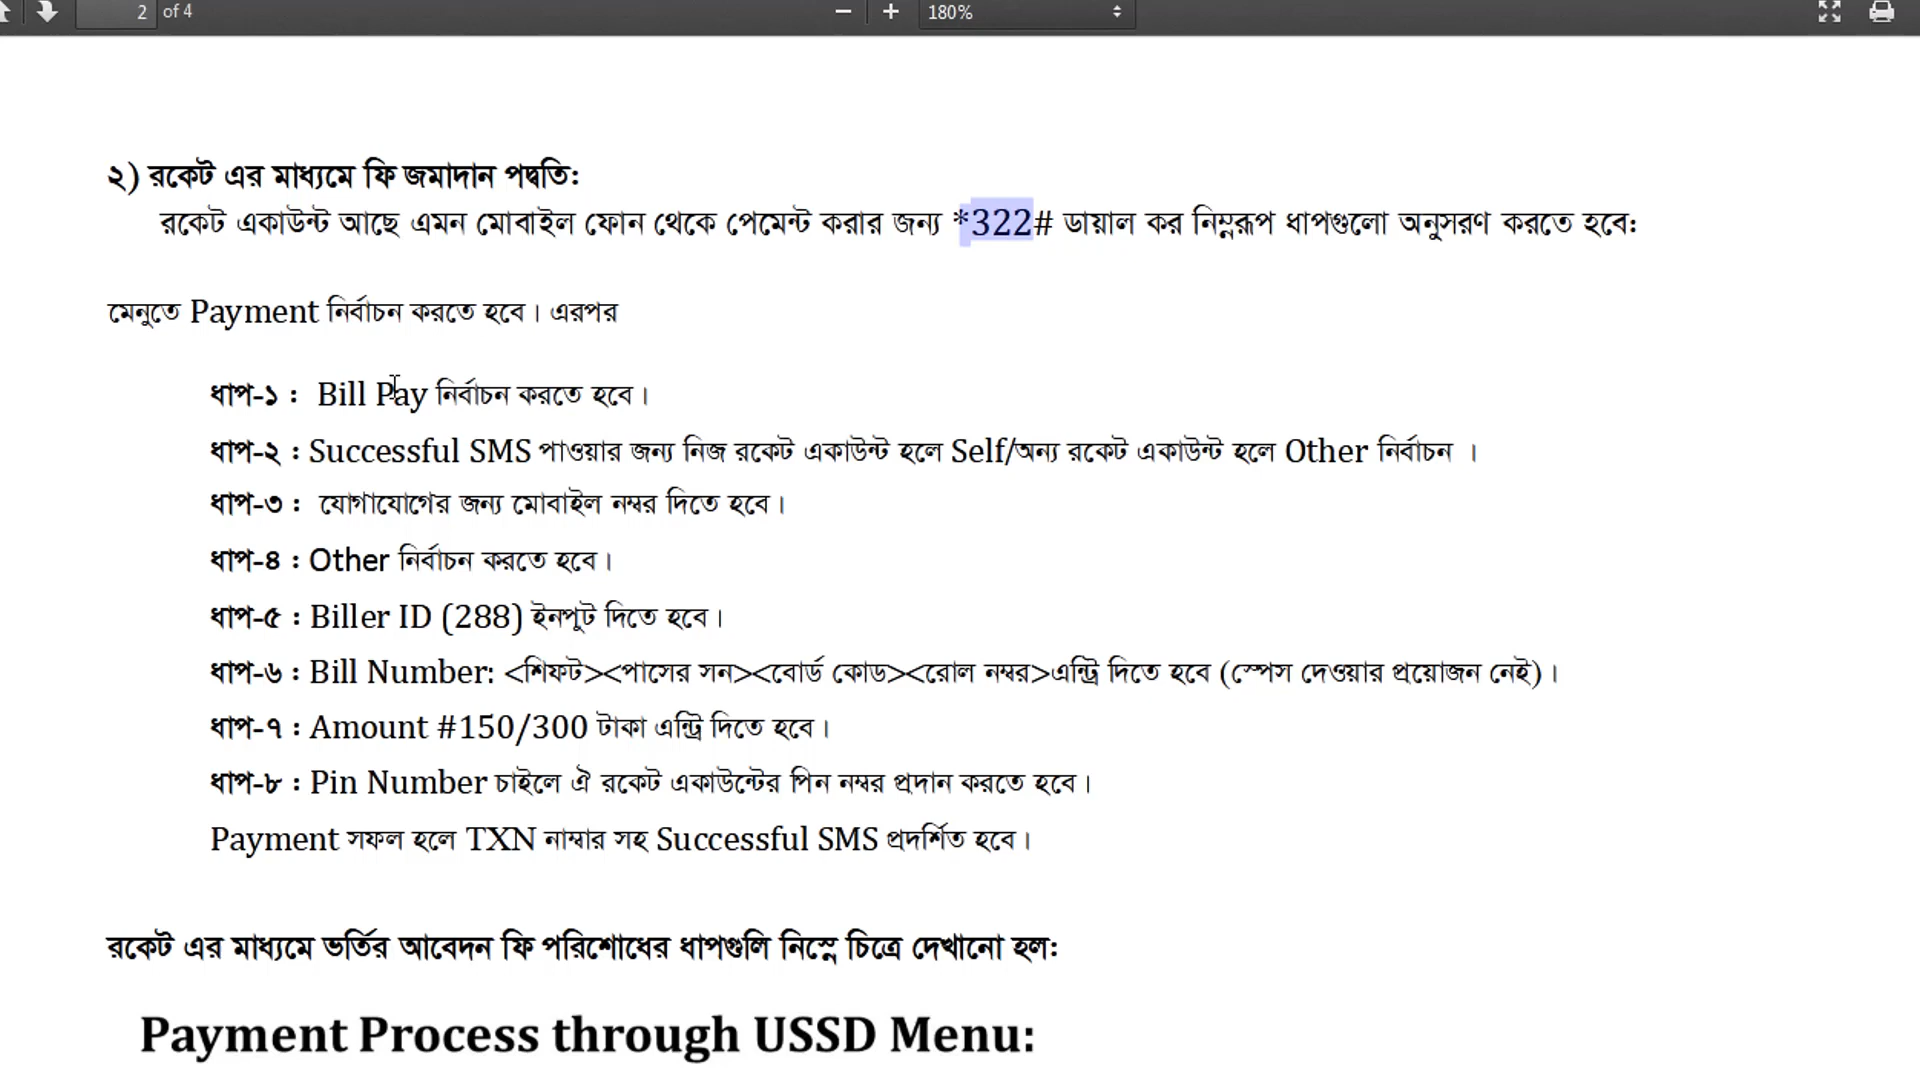 2 of 4 180%
২) রকেট এর মাধ্যমে ফি জমাদান পদ্বতি:
রকেট একাউন্ট আছে এমন মোবাইল ফোন থেকে পেমেন্ট করার জন্য *322# ডায়াল কর নিম্নরূপ ধাপগুলো অনুসরণ করতে হবে:
মেনুতে Payment নির্বাচন করতে হবে। এরপর
ধাপ-১ : Bill Pay নির্বাচন করতে হবে।
ধাপ-২ : Successful SMS পাওয়ার জন্য নিজ রকেট একাউন্ট হলে Self/অন্য রকেট একাউন্ট হলে Other নির্বাচন ।
ধাপ-৩ : যোগাযোগের জন্য মোবাইল নম্বর দিতে হবে।
ধাপ-৪ : Other নির্বাচন করতে হবে।
ধাপ-৫ : Biller ID (288) ইনপুট দিতে হবে।
ধাপ-৬ : Bill Number: <শিফট><পাসের সন><বোর্ড কোড><রোল নম্বর>এন্ট্রি দিতে হবে (স্পেস দেওয়ার প্রয়োজন নেই)।
ধাপ-৭ : Amount #150/300 টাকা এন্ট্রি দিতে হবে।
ধাপ-৮ : Pin Number চাইলে ঐ রকেট একাউন্টের পিন নম্বর প্রদান করতে হবে।
Payment সফল হলে TXN নাম্বার সহ Successful SMS প্রদর্শিত হবে।
রকেট এর মাধ্যমে ভর্তির আবেদন ফি পরিশোধের ধাপগুলি নিম্নে চিত্রে দেখানো হল:
Payment Process through USSD Menu: